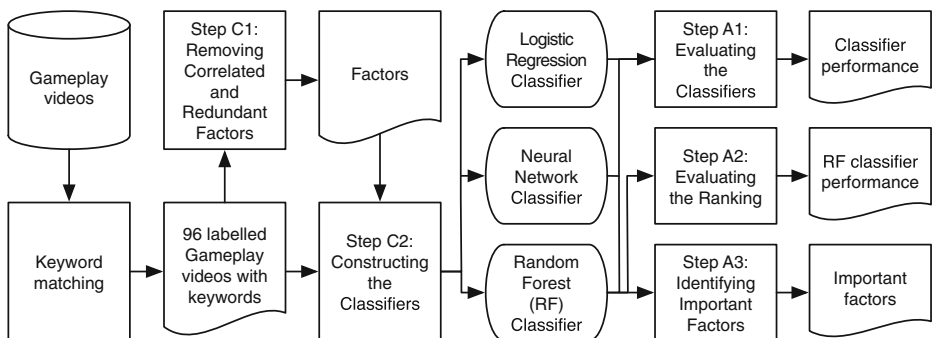 Gameplay
videos
Step C1:
Removing
Correlated
and
Redundant
Factors
Factors
Logistic
Regression
Classifier
Step A1:
Evaluating
the
Classifiers
Classifier
performance
Neural
Network
Classifier
Step A2:
Evaluating
the Ranking
RF classifier
performance
Keyword
matching
96 labelled
Gameplay
videos with
keywords
Step C2:
Constructing
the
Classifiers
Random
Forest
(RF)
Classifier
Step A3:
Identifying
Important
Factors
Important
factors